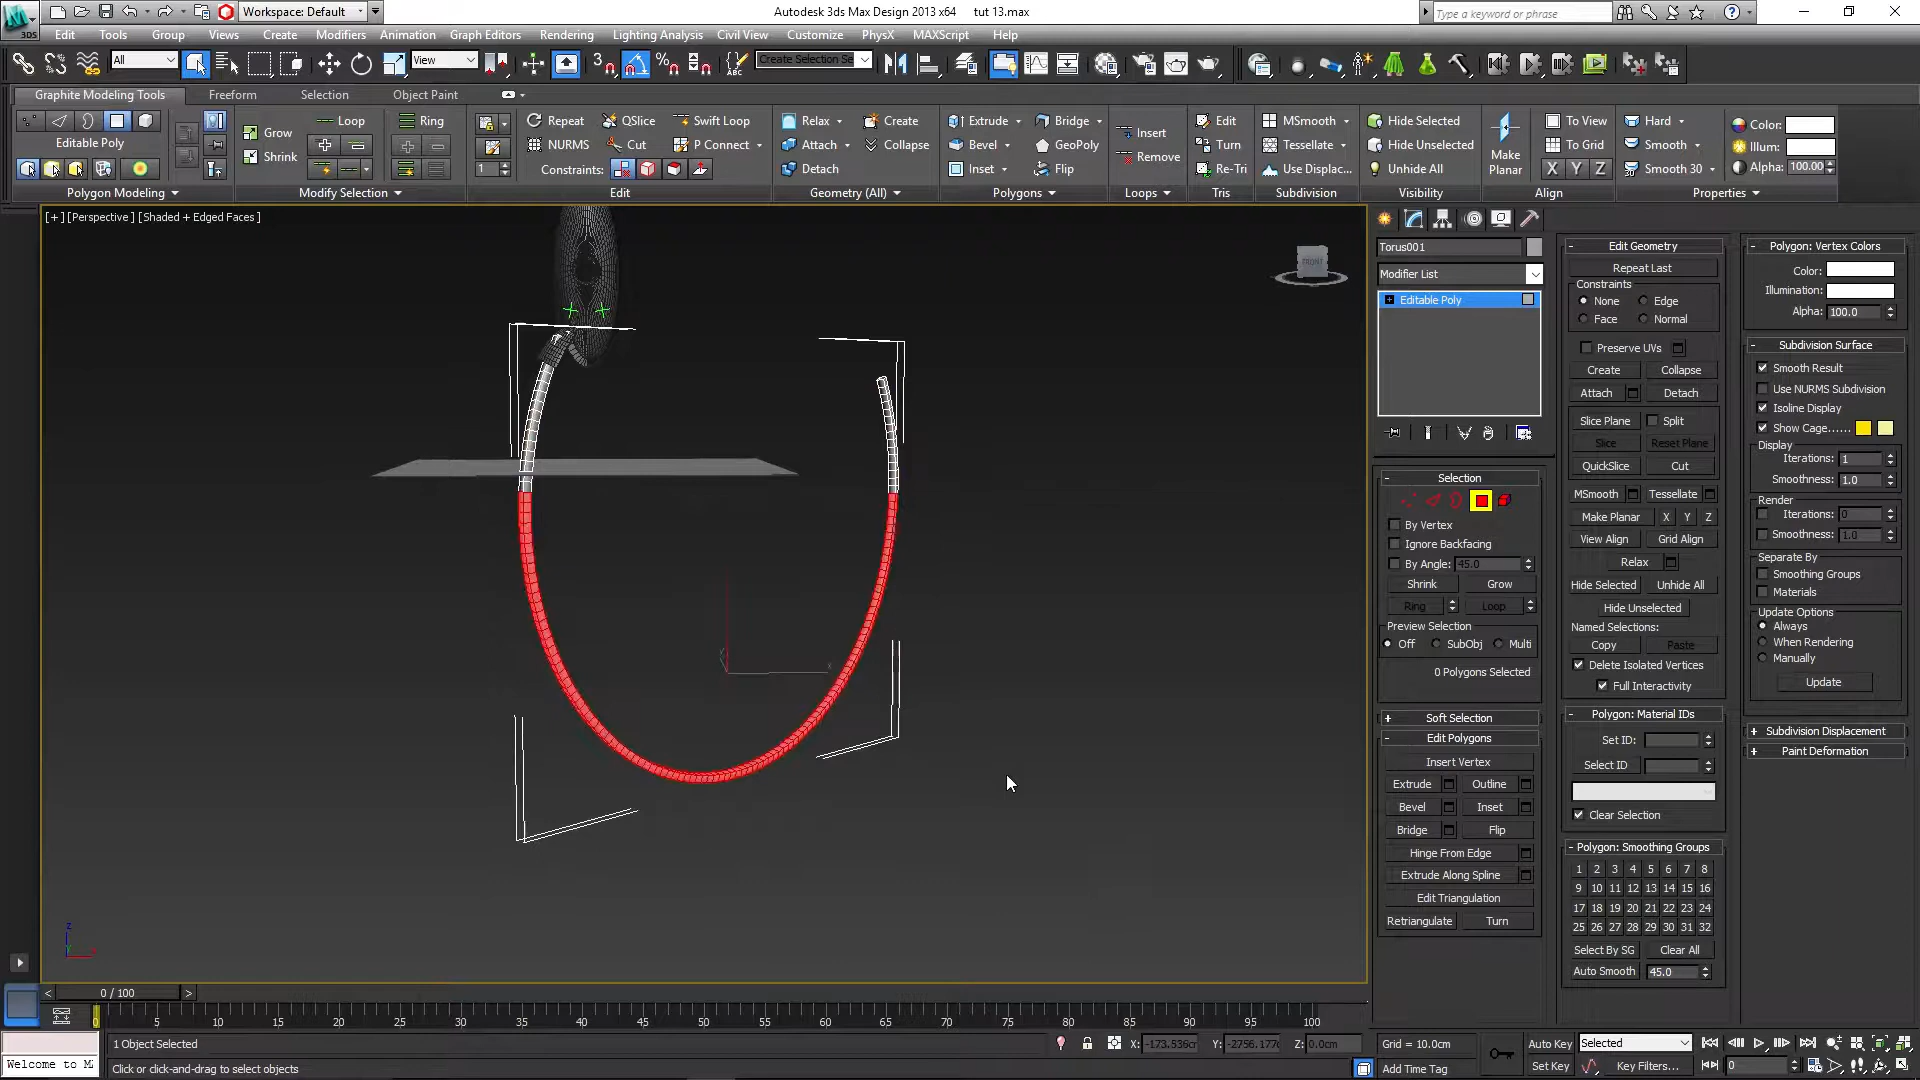 3DS
Workspace: Default
Autodesk 3ds Max Design 2013 x64 tut 13.max
Type a keyword or phrase
Edit Tools Group Views Create Modifiers Animation Graph Editors Rendering Lighting Analysis Civil View Customize PhysX MAXScript Help
All View Create Selection Se
Graphite Modeling Tools Freeform Selection Object Paint
Loop Ring Repeat QSlice Swift Loop Relax Create Extrude Bridge Insert Edit MSmooth Hide Selected To View Hard Color:
Editable Poly Grow Shrink NURMS Cut P Connect Attach Collapse Bevel GeoPoly Remove Turn Tessellate Hide Unselected Make Planar To Grid Smooth Illum:
1 Constraints: Detach Inset Flip Re-Tri Use Displac... Unhide All X Y Z Smooth 30 Alpha: 100.00
Polygon Modeling Modify Selection Edit Geometry (All) Polygons Loops Tris Subdivision Visibility Align Properties
[+] [Perspective] [Shaded + Edged Faces]
FRONT
Torus001
Modifier List
Editable Poly
Selection
By Vertex
Ignore Backfacing
By Angle: 45.0
Shrink Grow
Ring Loop
Preview Selection
Off SubObj Multi
0 Polygons Selected
Soft Selection
Edit Polygons
Insert Vertex
Extrude Outline
Bevel Inset
Bridge Flip
Hinge From Edge
Extrude Along Spline
Edit Triangulation
Retriangulate Turn
Edit Geometry
Repeat Last
Constraints
None Edge
Face Normal
Preserve UVs
Create Collapse
Attach Detach
Slice Plane Split
Slice Reset Plane
QuickSlice Cut
MSmooth Tessellate
Make Planar X Y Z
View Align Grid Align
Relax
Hide Selected Unhide All
Hide Unselected
Named Selections:
Copy Paste
Delete Isolated Vertices
Full Interactivity
Polygon: Material IDs
Set ID:
Select ID
Clear Selection
Polygon: Smoothing Groups
1 2 3 4 5 6 7 8
9 10 11 12 13 14 15 16
17 18 19 20 21 22 23 24
25 26 27 28 29 30 31 32
Select By SG Clear All
Auto Smooth 45.0
Polygon: Vertex Colors
Color:
Illumination:
Alpha: 100.0
Subdivision Surface
Smooth Result
Use NURMS Subdivision
Isoline Display
Show Cage......
Display
Iterations: 1
Smoothness: 1.0
Render
Iterations: 0
Smoothness: 1.0
Separate By
Smoothing Groups
Materials
Update Options
Always
When Rendering
Manually
Update
Subdivision Displacement
Paint Deformation
z
x
0 / 100
0 5 10 15 20 25 30 35 40 45 50 55 60 65 70 75 80 85 90 95 100
1 Object Selected X: -173.536cr Y: -2756.177c Z: 0.0cm Grid = 10.0cm Auto Key Selected
Welcome to M Click or click-and-drag to select objects Add Time Tag Set Key Key Filters... 0